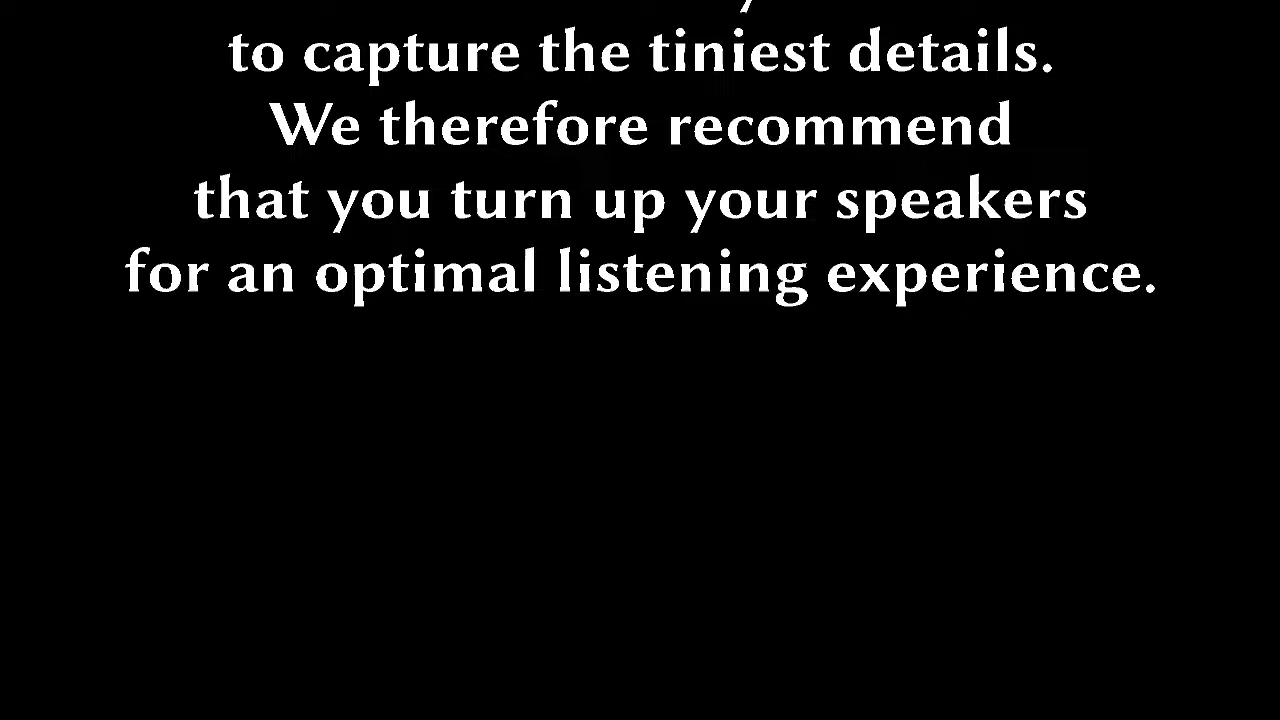 to capture the tiniest details.
We therefore recommend
that you turn up your speakers
for an optimal listening experience.